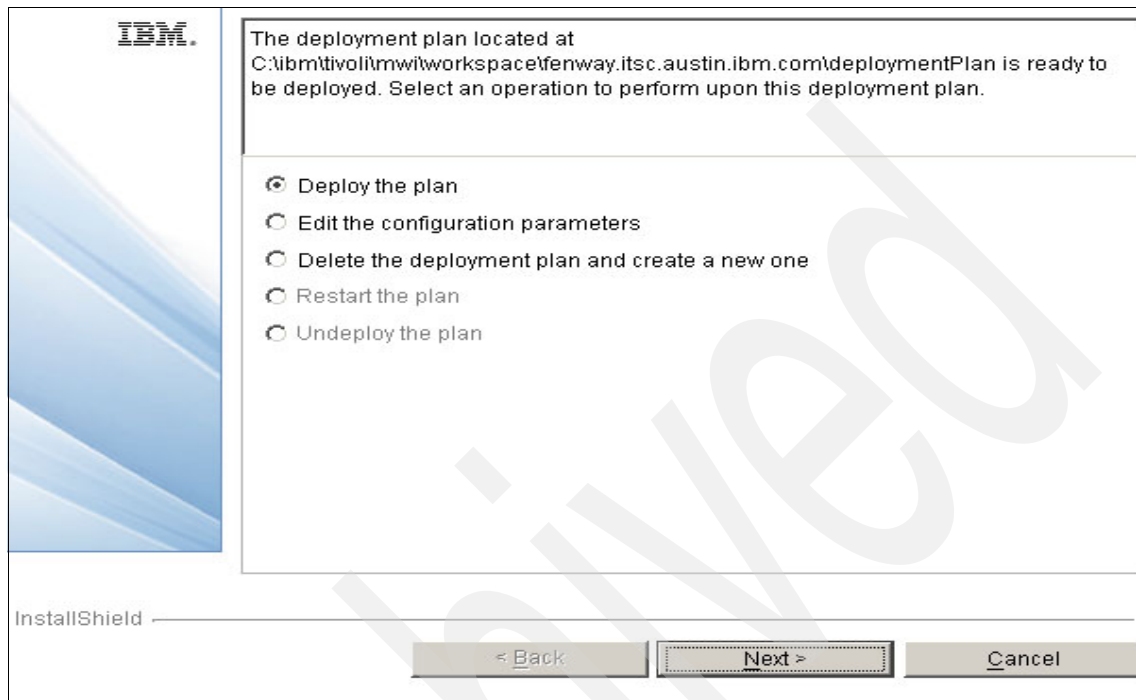 IBM.
The deployment plan located at
C:\ibm\tivoli\mwi\workspace\fenway.itsc.austin.ibm.com\deploymentPlan is ready to
be deployed. Select an operation to perform upon this deployment plan.
Deploy the plan
Edit the configuration parameters
Delete the deployment plan and create a new one
Restart the plan
Undeploy the plan
InstallShield
< Back
Next >
Cancel
hived